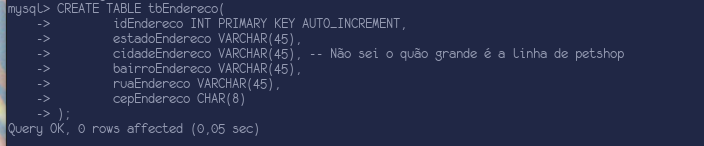 mysql> CREATE TABLE tbEndereco(
    ->         idEndereco INT PRIMARY KEY AUTO_INCREMENT,
    ->         estadoEndereco VARCHAR(45),
    ->         cidadeEndereco VARCHAR(45), -- Não sei o quão grande é a linha de petshop
    ->         bairroEndereco VARCHAR(45),
    ->         ruaEndereco VARCHAR(45),
    ->         cepEndereco CHAR(8)
    -> );
Query OK, 0 rows affected (0,05 sec)